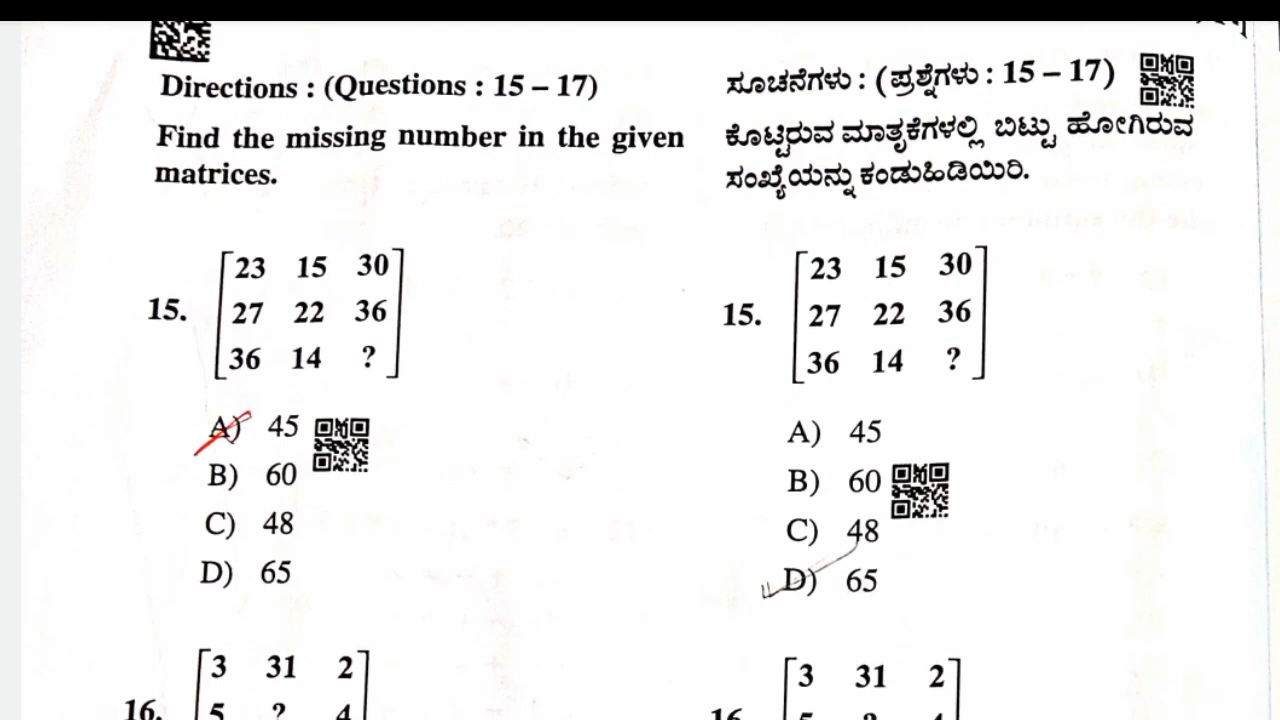 Directions : (Questions : 15 – 17)
Find the missing number in the given
matrices.
15.
23 15 30
27 22 36
36 14 ?
A) 45
B) 60
C) 48
D) 65
16.
3 31 2
5 ? 4
ಸೂಚನೆಗಳು : (ಪ್ರಶ್ನೆಗಳು : 15 – 17)
ಕೊಟ್ಟಿರುವ ಮಾತೃಕೆಗಳಲ್ಲಿ ಬಿಟ್ಟು ಹೋಗಿರುವ
ಸಂಖ್ಯೆಯನ್ನು ಕಂಡುಹಿಡಿಯಿರಿ.
15.
23 15 30
27 22 36
36 14 ?
A) 45
B) 60
C) 48
D) 65
16
3 31 2